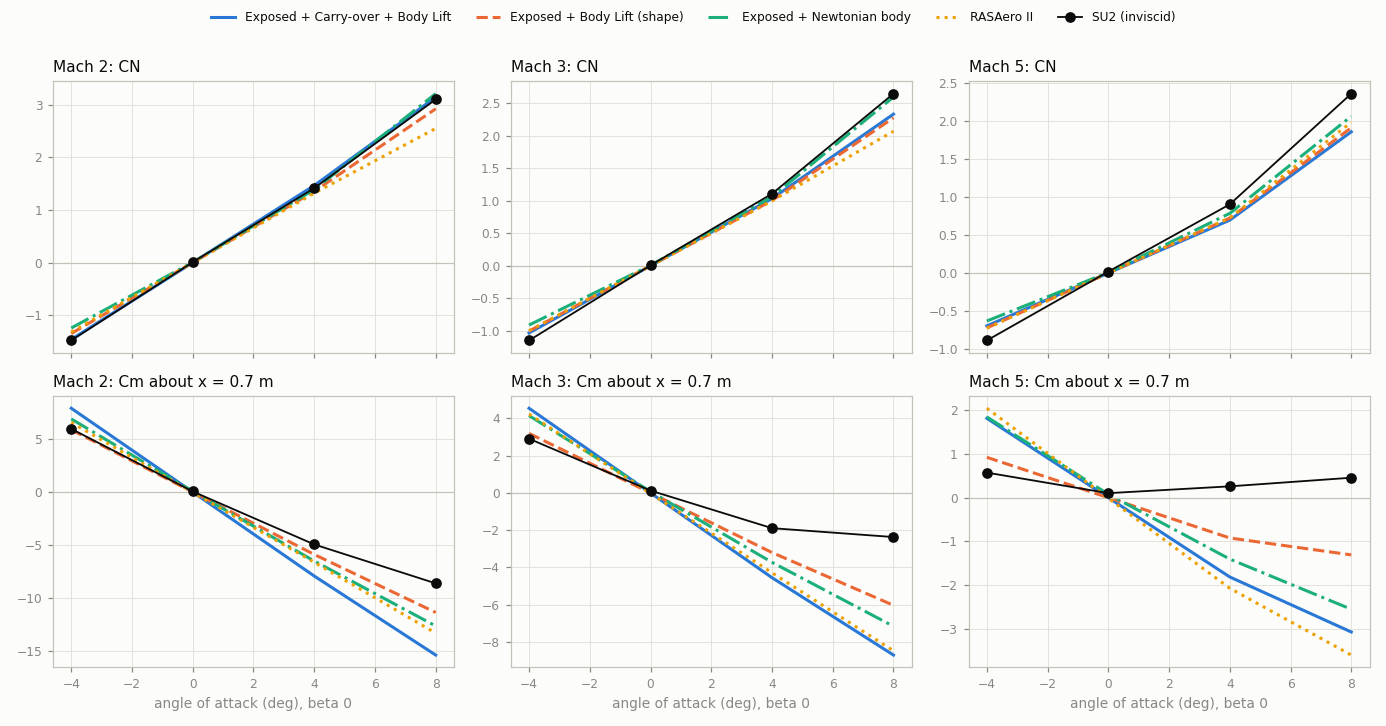 Exposed + Carry-over + Body Lift   Exposed + Body Lift (shape)   Exposed + Newtonian body   RASAero II   SU2 (inviscid)
Mach 2: CN   Mach 3: CN   Mach 5: CN
3   2.5   2.5
2   2.0   2.0
1   1.5   1.5
0   1.0   1.0
−1   0.5   0.5
0.0   0.0
−0.5   −0.5
−1.0   −1.0
Mach 2: Cm about x = 0.7 m   Mach 3: Cm about x = 0.7 m   Mach 5: Cm about x = 0.7 m
5   4   2
0   2   1
−5   0   0
−10   −2   −1
−15   −4   −2
−6   −3
−8
−4   −2   0   2   4   6   8   −4   −2   0   2   4   6   8   −4   −2   0   2   4   6   8
angle of attack (deg), beta 0   angle of attack (deg), beta 0   angle of attack (deg), beta 0